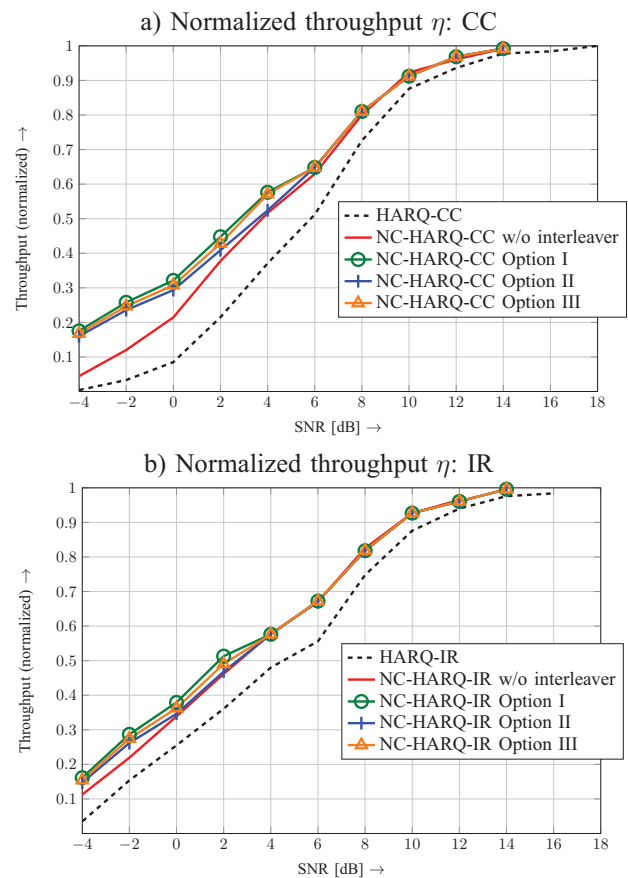 a) Normalized throughput η: CC
Throughput (normalized) →
1
0.9
0.8
0.7
0.6
0.5
0.4
0.3
0.2
0.1
−4 −2 0 2 4 6 8 10 12 14 16 18
SNR [dB] →
HARQ-CC
NC-HARQ-CC w/o interleaver
NC-HARQ-CC Option I
NC-HARQ-CC Option II
NC-HARQ-CC Option III
b) Normalized throughput η: IR
Throughput (normalized) →
1
0.9
0.8
0.7
0.6
0.5
0.4
0.3
0.2
0.1
−4 −2 0 2 4 6 8 10 12 14 16 18
SNR [dB] →
HARQ-IR
NC-HARQ-IR w/o interleaver
NC-HARQ-IR Option I
NC-HARQ-IR Option II
NC-HARQ-IR Option III